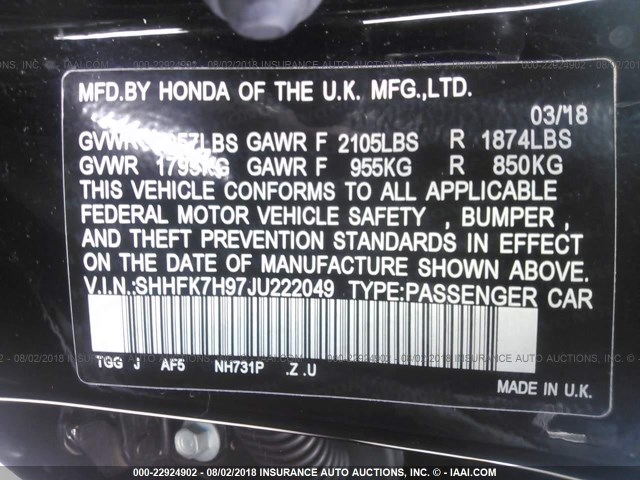 MFD.BY HONDA OF THE U.K. MFG.,LTD.
03/18
GVWR 57LBS GAWR F 2105LBS R 1874LBS
GVWR 1795KG GAWR F 955KG R 850KG
THIS VEHICLE CONFORMS TO ALL APPLICABLE
FEDERAL MOTOR VEHICLE SAFETY , BUMPER ,
AND THEFT PREVENTION STANDARDS IN EFFECT
ON THE DATE OF MANUFACTURE SHOWN ABOVE.
V.I.N.:SHHFK7H97JU222049 TYPE:PASSENGER CAR
TGG J AF5 NH731P .Z .U
MADE IN U.K.
000-22924902 - 08/02/2018 - INSURANCE AUTO AUCTIONS, INC. - © - IAAI.COM